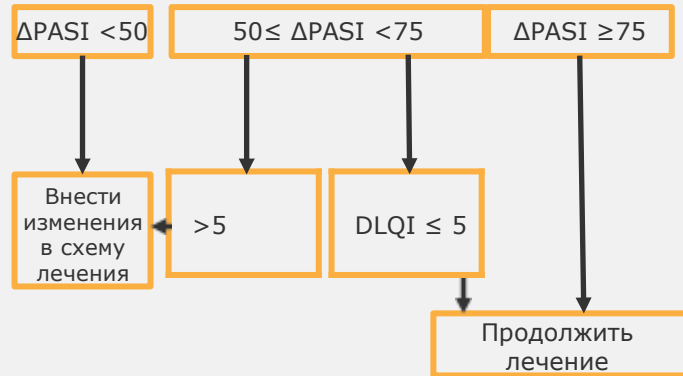 ΔPASI <50
50≤ ΔPASI <75
ΔPASI ≥75
Внести
изменения
в схему
лечения
>5
DLQI ≤ 5
Продолжить
лечение